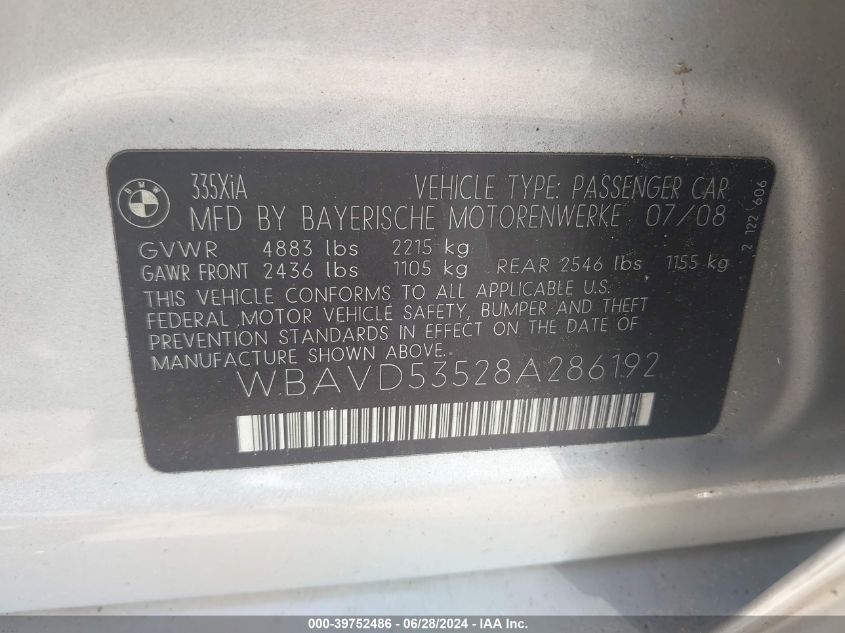 BMW
335XiA VEHICLE TYPE: PASSENGER CAR
MFD BY BAYERISCHE MOTORENWERKE 07/08
GVWR 4883 lbs 2215 kg
GAWR FRONT 2436 lbs 1105 kg REAR 2546 lbs 1155 kg
THIS VEHICLE CONFORMS TO ALL APPLICABLE U.S.
FEDERAL MOTOR VEHICLE SAFETY, BUMPER AND THEFT
PREVENTION STANDARDS IN EFFECT ON THE DATE OF
MANUFACTURE SHOWN ABOVE.
WBAVD53528A286192
2 122 606
000-39752486 | 06/28/2024 | IAA, Inc.